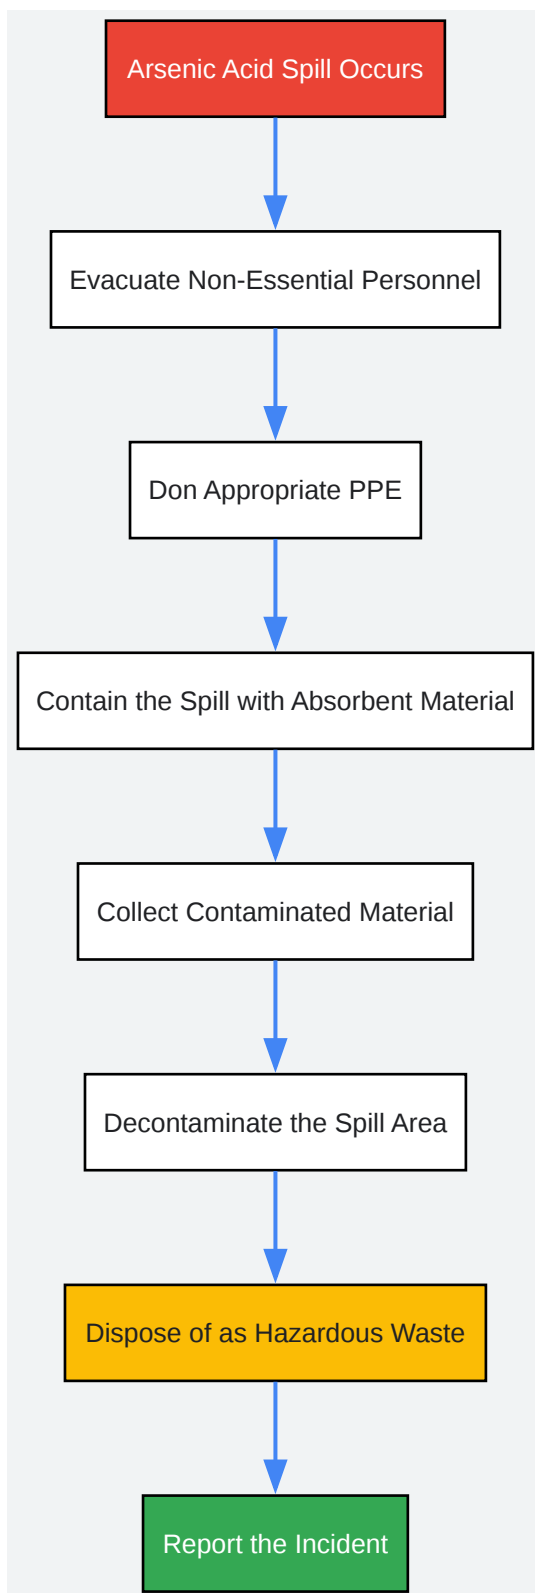 Arsenic Acid Spill Occurs
Evacuate Non-Essential Personnel
Don Appropriate PPE
Contain the Spill with Absorbent Material
Collect Contaminated Material
Decontaminate the Spill Area
Dispose of as Hazardous Waste
Report the Incident